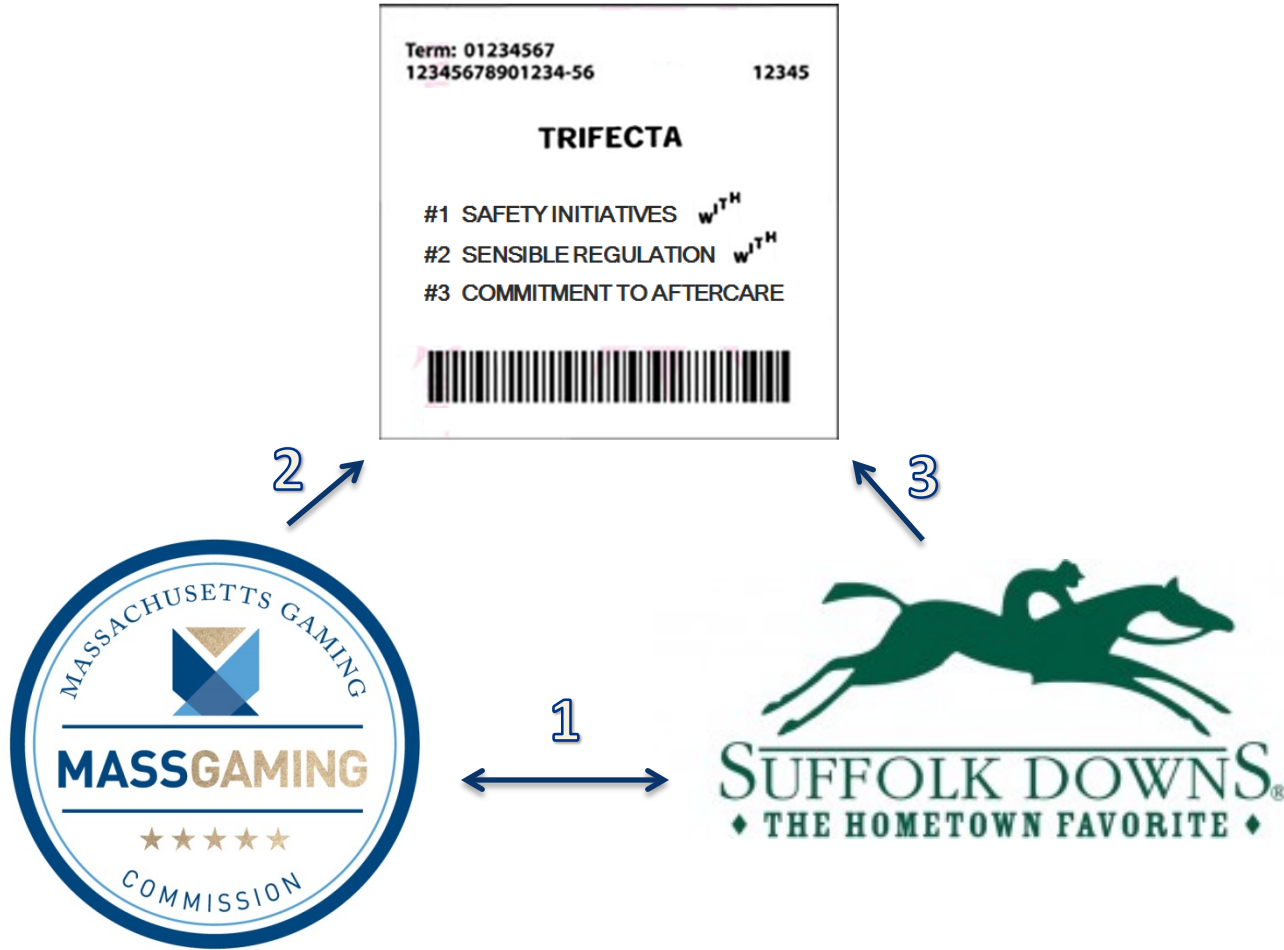 Term: 01234567
12345678901234-56 12345
TRIFECTA
#1 SAFETY INITIATIVES WITH
#2 SENSIBLE REGULATION WITH
#3 COMMITMENT TO AFTERCARE
2
3
MASSACHUSETTS GAMING
MASSGAMING
COMMISSION
1
SUFFOLK DOWNS®
♦ THE HOMETOWN FAVORITE ♦